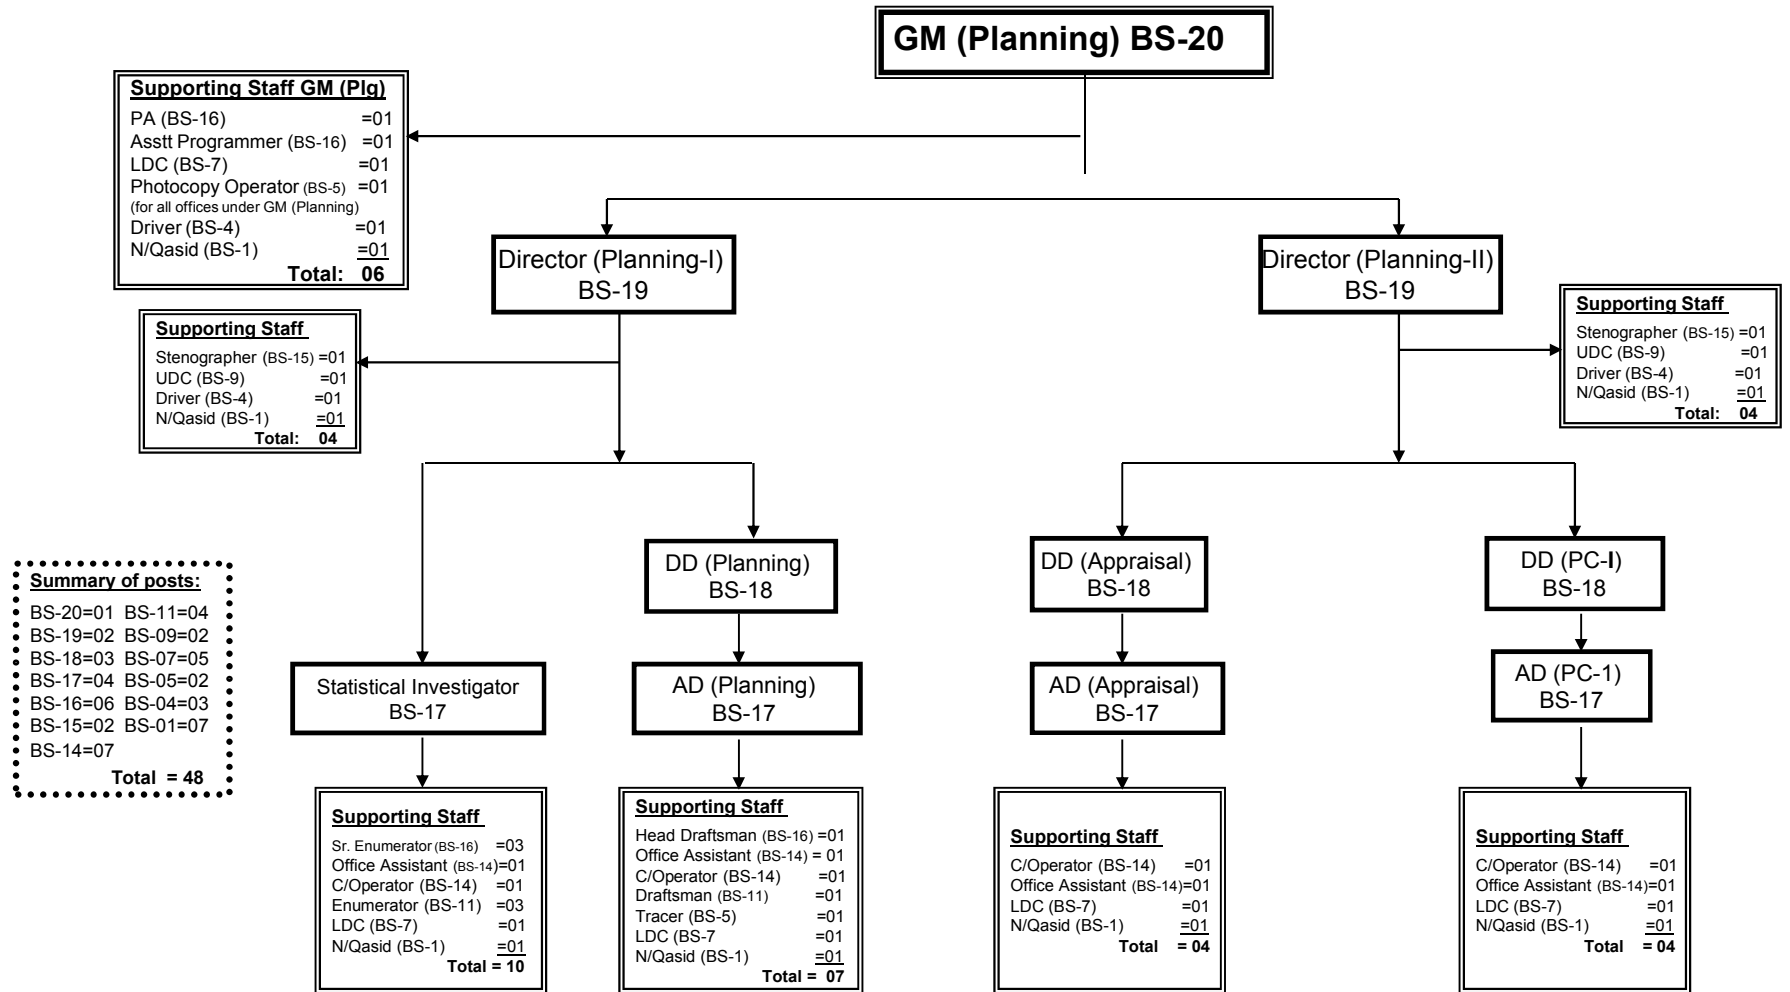 GM (Planning) BS-20
Supporting Staff GM (Plg)
PA (BS-16) =01
Asstt Programmer (BS-16) =01
LDC (BS-7) =01
Photocopy Operator (BS-5) =01
(for all offices under GM (Planning)
Driver (BS-4) =01
N/Qasid (BS-1) =01
Total: 06
Director (Planning-I)
BS-19
Director (Planning-II)
BS-19
Supporting Staff
Stenographer (BS-15) =01
UDC (BS-9) =01
Driver (BS-4) =01
N/Qasid (BS-1) =01
Total: 04
Supporting Staff
Stenographer (BS-15) =01
UDC (BS-9) =01
Driver (BS-4) =01
N/Qasid (BS-1) =01
Total: 04
DD (Planning)
BS-18
DD (Appraisal)
BS-18
DD (PC-I)
BS-18
Summary of posts:
BS-20=01 BS-11=04
BS-19=02 BS-09=02
BS-18=03 BS-07=05
BS-17=04 BS-05=02
BS-16=06 BS-04=03
BS-15=02 BS-01=07
BS-14=07
Total = 48
Statistical Investigator
BS-17
AD (Planning)
BS-17
AD (Appraisal)
BS-17
AD (PC-1)
BS-17
Supporting Staff
Sr. Enumerator (BS-16) =03
Office Assistant (BS-14)=01
C/Operator (BS-14) =01
Enumerator (BS-11) =03
LDC (BS-7) =01
N/Qasid (BS-1) =01
Total = 10
Supporting Staff
Head Draftsman (BS-16) =01
Office Assistant (BS-14) = 01
C/Operator (BS-14) =01
Draftsman (BS-11) =01
Tracer (BS-5) =01
LDC (BS-7 =01
N/Qasid (BS-1) =01
Total = 07
Supporting Staff
C/Operator (BS-14) =01
Office Assistant (BS-14)=01
LDC (BS-7) =01
N/Qasid (BS-1) =01
Total = 04
Supporting Staff
C/Operator (BS-14) =01
Office Assistant (BS-14)=01
LDC (BS-7) =01
N/Qasid (BS-1) =01
Total = 04